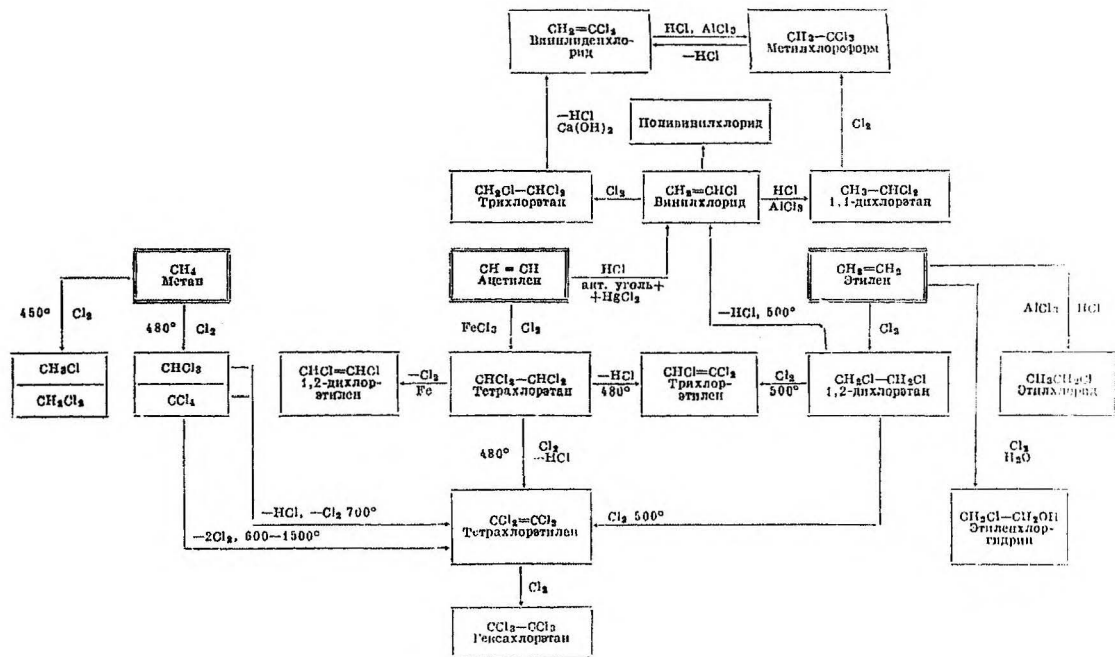 CH₂=CCl₂
Винилиденхло-
рид
HCl, AlCl₃
—HCl
CH₃—CCl₃
Метилхлороформ
—HCl
Ca(OH)₂
Поливинилхлорид
Cl₂
CH₂Cl—CHCl₂
Трихлорэтан
Cl₂
CH₂=CHCl
Винилхлорид
HCl
AlCl₃
CH₃—CHCl₂
1,1-дихлорэтан
CH₄
Метан
CH ≡ CH
Ацетилен
HCl
акт. уголь+
+HgCl₂
CH₂=CH₂
Этилен
450°
Cl₂
480°
Cl₂
FeCl₃
Cl₂
—HCl, 500°
Cl₂
AlCl₃
HCl
CH₃Cl
CH₂Cl₂
CHCl₃
CCl₄
CHCl=CHCl
1,2-дихлор-
этилен
—Cl₂
Fe
CHCl₂—CHCl₂
Тетрахлорэтан
—HCl
480°
CHCl=CCl₂
Трихлор-
этилен
Cl₂
500°
CH₂Cl—CH₂Cl
1,2-дихлорэтан
CH₃CH₂Cl
Этилхлорид
480°
Cl₂
—HCl
Cl₂
H₂O
—HCl, —Cl₂ 700°
—2Cl₂, 600—1500°
CCl₂=CCl₂
Тетрахлорэтилен
Cl₂ 500°
CH₂Cl—CH₂OH
Этиленхлор-
гидрин
Cl₂
CCl₃—CCl₃
Гексахлорэтан